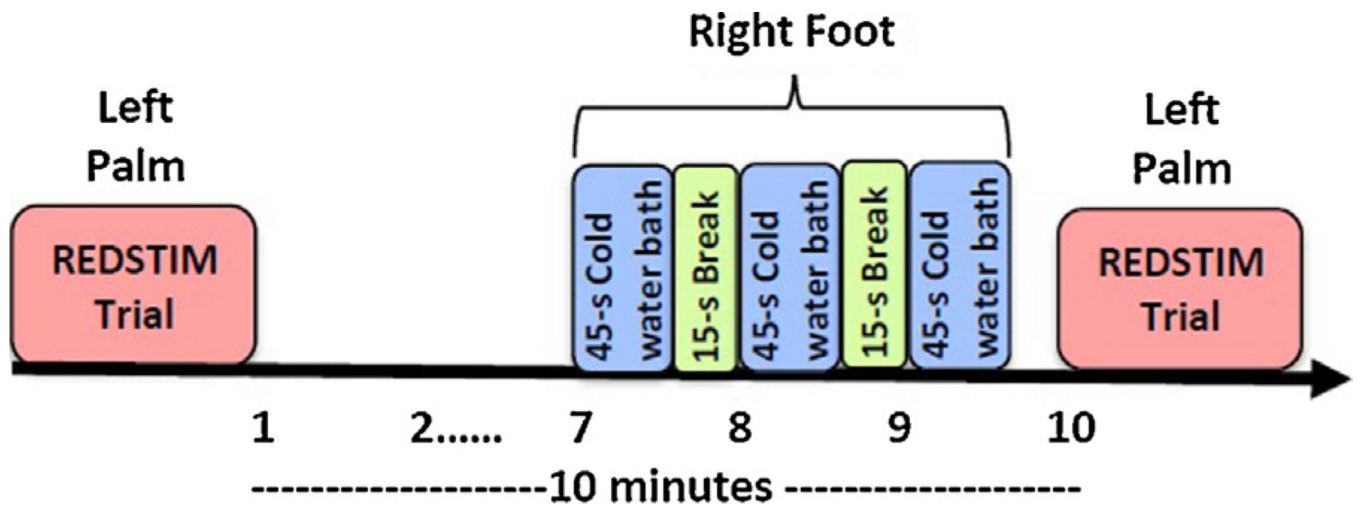 Right Foot
Left
Palm
REDSTIM
Trial
45-s Cold
water bath
15-s Break
45-s Cold
water bath
15-s Break
45-s Cold
water bath
Left
Palm
REDSTIM
Trial
1 2...... 7 8 9 10
--------------------10 minutes --------------------